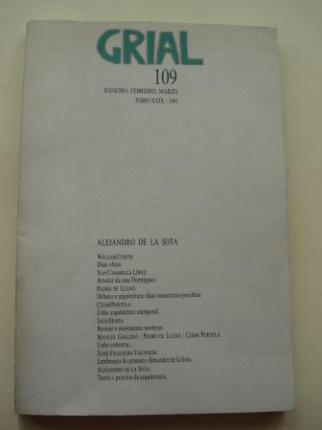 GRIAL
109
XANEIRO, FEBREIRO, MARZO
TOMO XXIX - 1991
ALEJANDRO DE LA SOTA
WILLIAM CURTIS:
Dúas obras
XAN CASABELLA LÓPEZ:
Arredor da casa Domínguez
PEDRO DE LLANO:
Debates e arquitectura: dúas traxectorias paralelas
CÉSAR PORTELA:
Unha arquitectura atemporal
IAGO SEARA:
Racional e movemento moderno
MANUEL GALLEGO / PEDRO DE LLANO / CÉSAR PORTELA:
Unha conversa...
XOSÉ FILGUEIRA VALVERDE:
Lembranza do primeiro Alexandre de la Sota
ALEJANDRO DE LA SOTA:
Teoría e práctica da arquitectura